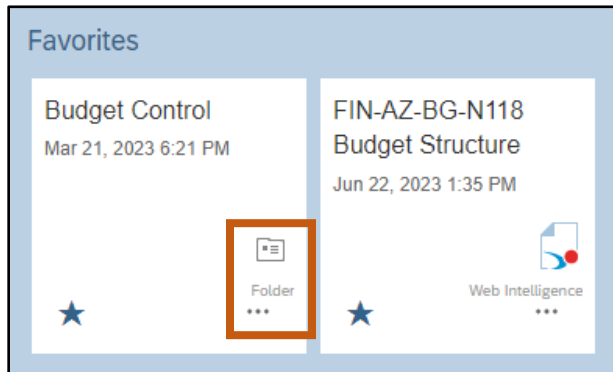 Favorites
Budget Control
Mar 21, 2023 6:21 PM
Folder
FIN-AZ-BG-N118
Budget Structure
Jun 22, 2023 1:35 PM
Web Intelligence